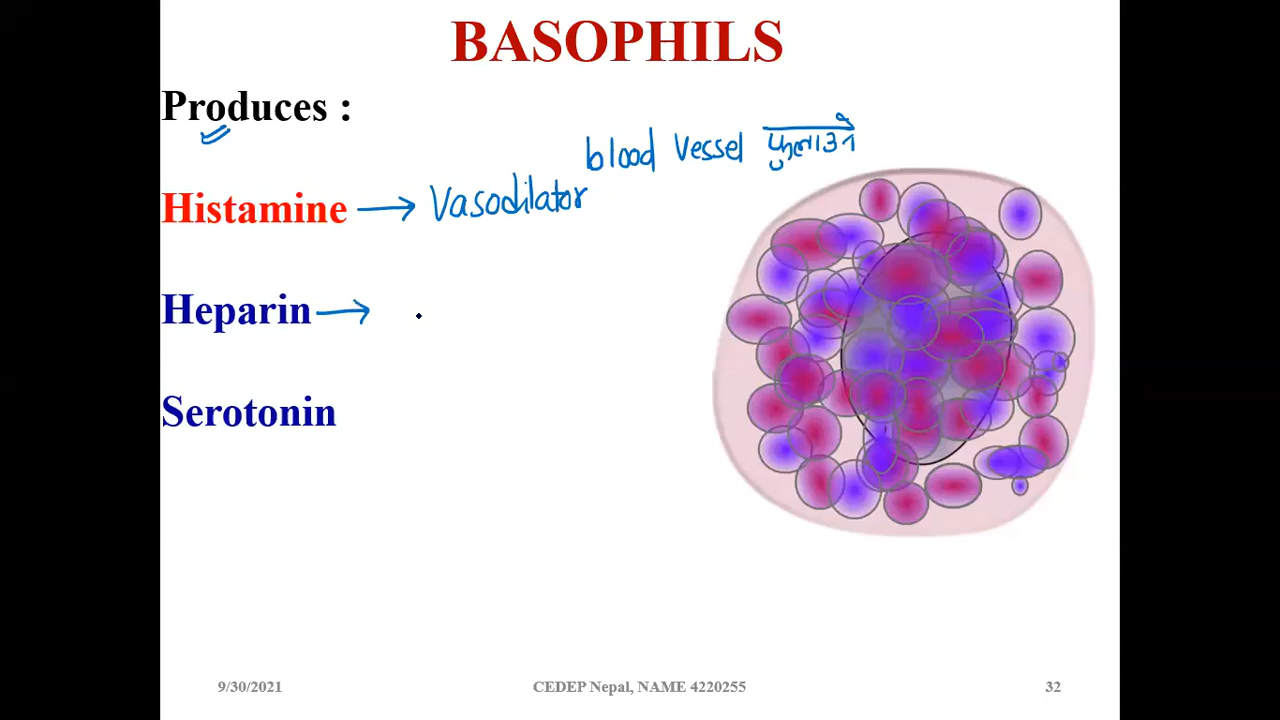 BASOPHILS
Produces :
blood vessel फुलाउने
Histamine → Vasodilator
Heparin →
Serotonin
9/30/2021 CEDEP Nepal, NAME 4220255 32